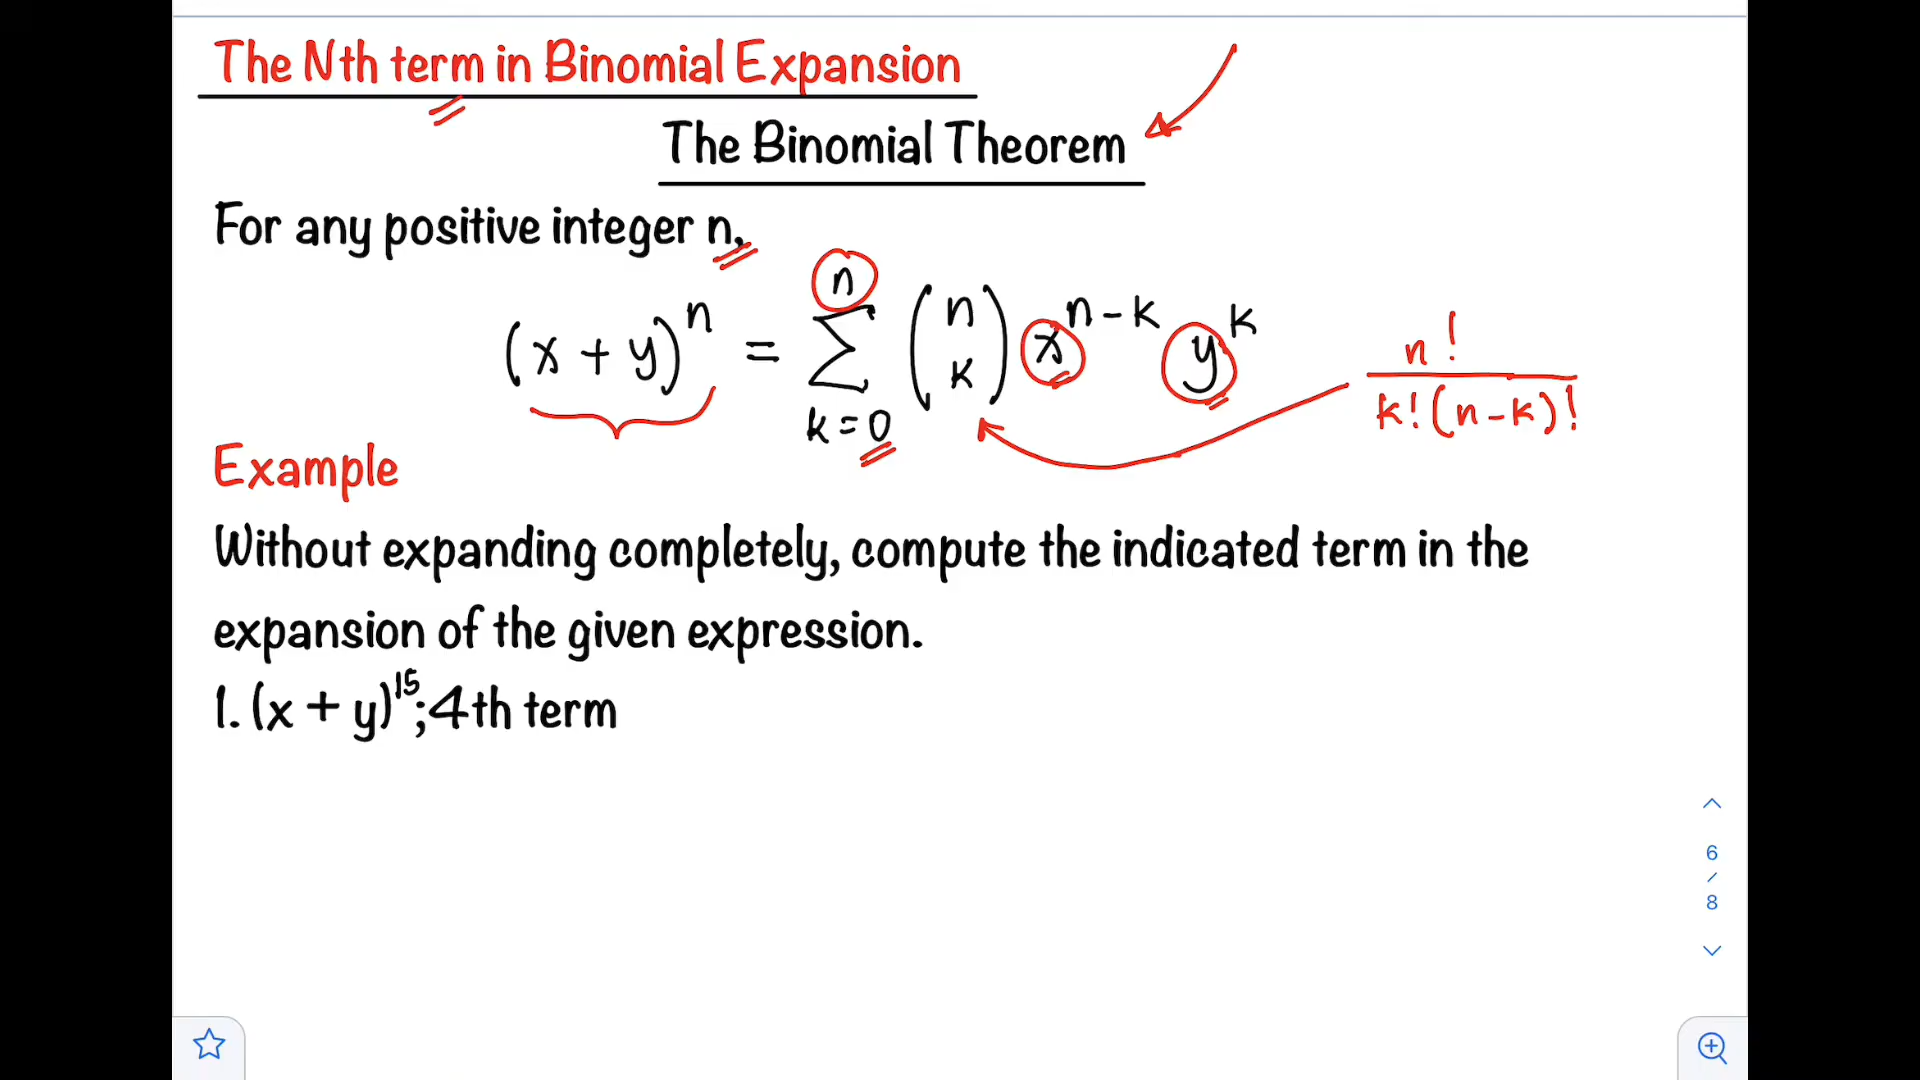 The Nth term in Binomial Expansion
The Binomial Theorem
For any positive integer n,
(x + y)^n = ∑_{k=0}^{n} (n k) x^{n-k} y^k
n! / k!(n-k)!
Example
Without expanding completely, compute the indicated term in the
expansion of the given expression.
1. (x + y)^15; 4th term
6
/
8